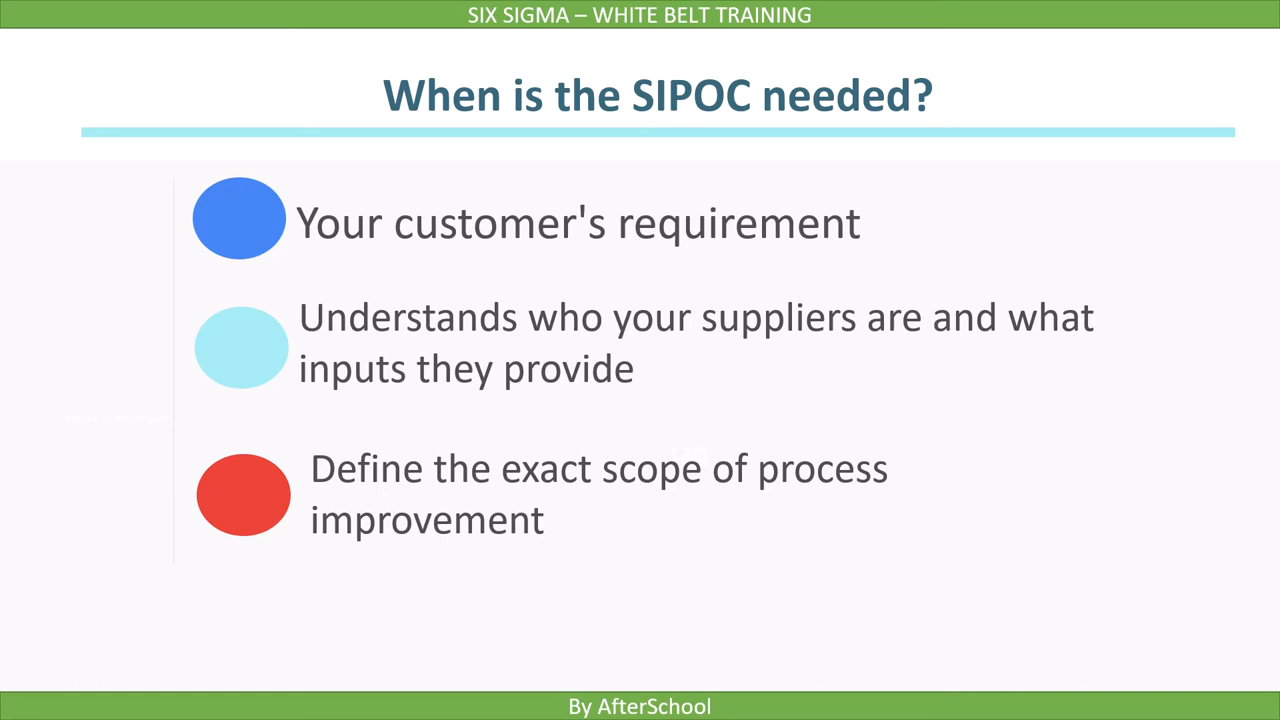 SIX SIGMA – WHITE BELT TRAINING
When is the SIPOC needed?
Your customer's requirement
Understands who your suppliers are and what
inputs they provide
Define the exact scope of process
improvement
By AfterSchool